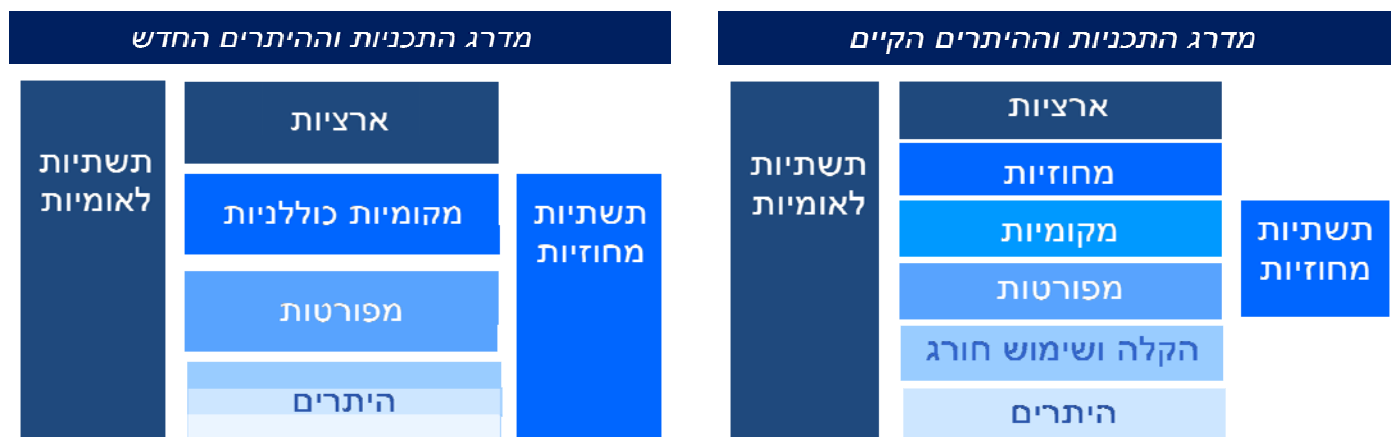 מדרג התכניות וההיתרים הקיים
תשתיות
מחוזיות
ארציות
מחוזיות
מקומיות
מפורטות
הקלה ושימוש חורג
היתרים
תשתיות
לאומיות
מדרג התכניות וההיתרים החדש
תשתיות
מחוזיות
ארציות
מקומיות כוללניות
מפורטות
היתרים
תשתיות
לאומיות